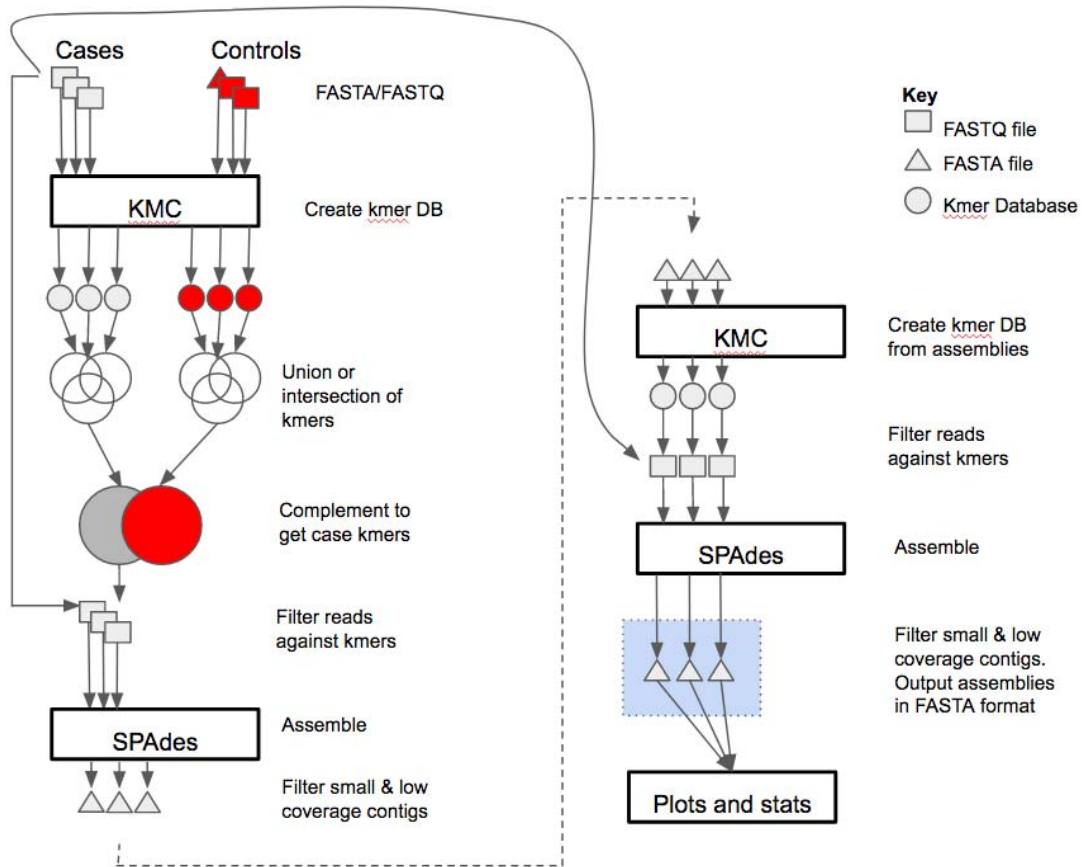 Cases
Controls
FASTA/FASTQ
KMC
Create kmer DB
Union or
intersection of
kmers
Complement to
get case kmers
Filter reads
against kmers
SPAdes
Assemble
Filter small & low
coverage contigs
KMC
Create kmer DB
from assemblies
Filter reads
against kmers
SPAdes
Assemble
Filter small & low
coverage contigs.
Output assemblies
in FASTA format
Plots and stats
Key
FASTQ file
FASTA file
Kmer Database